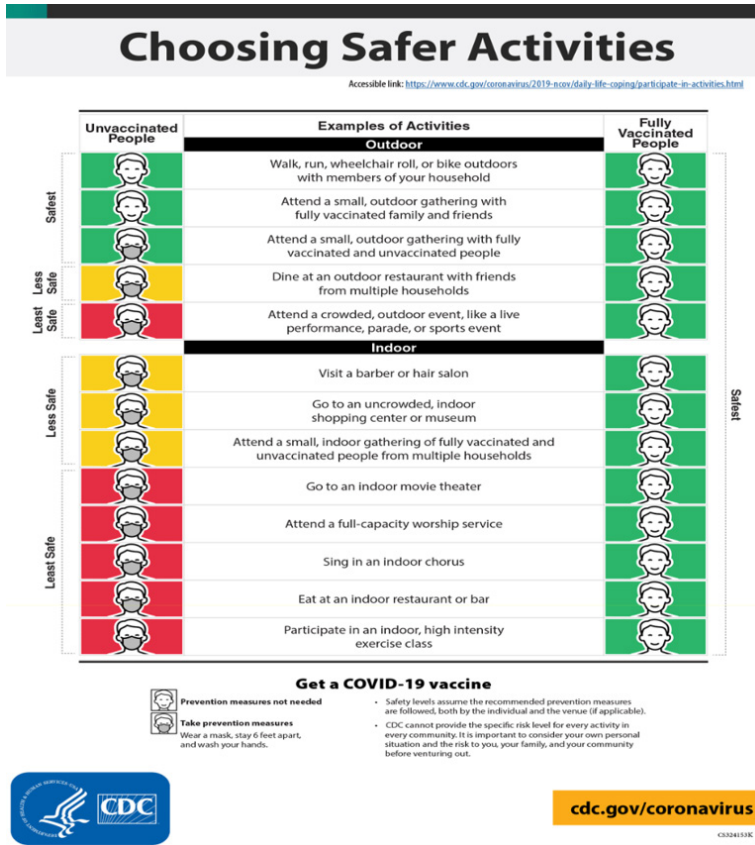 Choosing Safer Activities
Accessible link: https://www.cdc.gov/coronavirus/2019-ncov/daily-life-coping/participate-in-activities.html
Unvaccinated
People
Examples of Activities
Fully
Vaccinated
People
Outdoor
Safest
Walk, run, wheelchair roll, or bike outdoors
with members of your household
Attend a small, outdoor gathering with
fully vaccinated family and friends
Attend a small, outdoor gathering with fully
vaccinated and unvaccinated people
Less
Safe
Dine at an outdoor restaurant with friends
from multiple households
Least
Safe
Attend a crowded, outdoor event, like a live
performance, parade, or sports event
Indoor
Less Safe
Visit a barber or hair salon
Go to an uncrowded, indoor
shopping center or museum
Attend a small, indoor gathering of fully vaccinated and
unvaccinated people from multiple households
Safest
Least Safe
Go to an indoor movie theater
Attend a full-capacity worship service
Sing in an indoor chorus
Eat at an indoor restaurant or bar
Participate in an indoor, high intensity
exercise class
Get a COVID-19 vaccine
Prevention measures not needed
Take prevention measures
Wear a mask, stay 6 feet apart,
and wash your hands.
• Safety levels assume the recommended prevention measures
are followed, both by the individual and the venue (if applicable).
• CDC cannot provide the specific risk level for every activity in
every community. It is important to consider your own personal
situation and the risk to you, your family, and your community
before venturing out.
CDC
cdc.gov/coronavirus
CS324153K